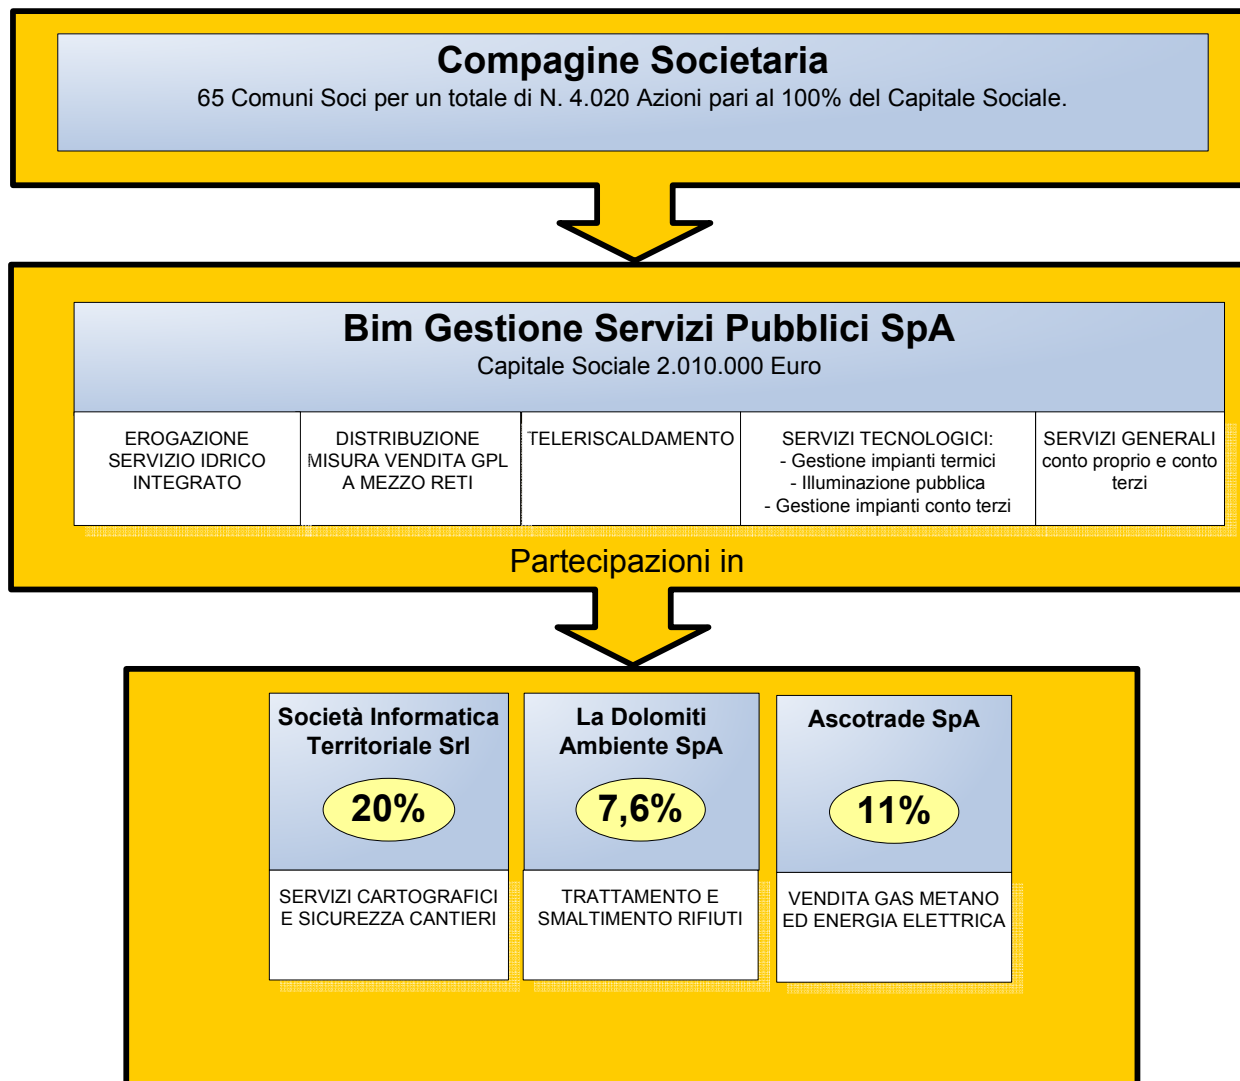 Compagine Societaria
65 Comuni Soci per un totale di N. 4.020 Azioni pari al 100% del Capitale Sociale.
Bim Gestione Servizi Pubblici SpA
Capitale Sociale 2.010.000 Euro
EROGAZIONE
SERVIZIO IDRICO
INTEGRATO
DISTRIBUZIONE
MISURA VENDITA GPL
A MEZZO RETI
TELERISCALDAMENTO
SERVIZI TECNOLOGICI:
- Gestione impianti termici
- Illuminazione pubblica
- Gestione impianti conto terzi
SERVIZI GENERALI
conto proprio e conto
terzi
Partecipazioni in
Società Informatica
Territoriale Srl
20%
SERVIZI CARTOGRAFICI
E SICUREZZA CANTIERI
La Dolomiti
Ambiente SpA
7,6%
TRATTAMENTO E
SMALTIMENTO RIFIUTI
Ascotrade SpA
11%
VENDITA GAS METANO
ED ENERGIA ELETTRICA